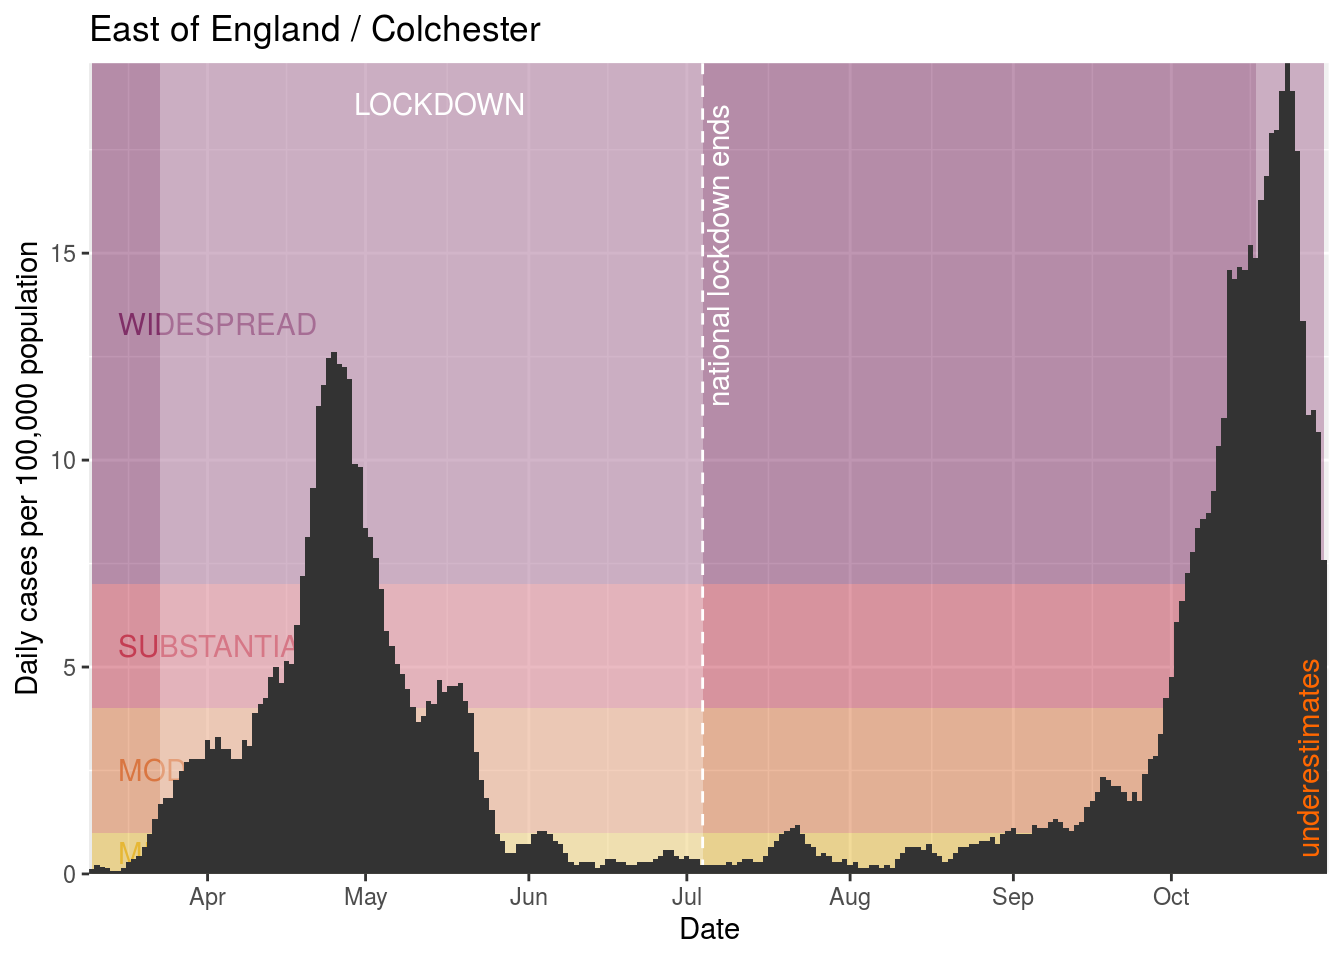 East of England / Colchester
LOCKDOWN
national lockdown ends
WIDESPREAD
SUBSTANTIA
MOD
M
underestimates
15
10
5
0
Daily cases per 100,000 population
Apr May Jun Jul Aug Sep Oct
Date